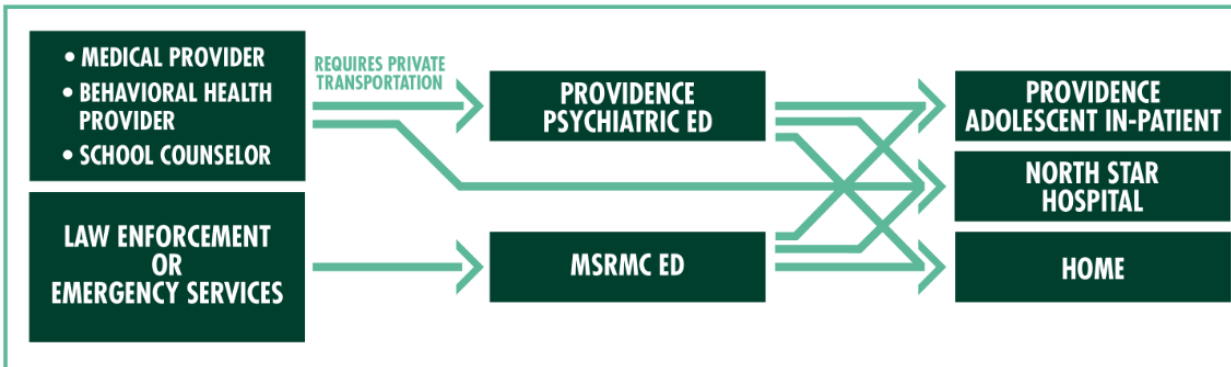 • MEDICAL PROVIDER
• BEHAVIORAL HEALTH
PROVIDER
• SCHOOL COUNSELOR
REQUIRES PRIVATE
TRANSPORTATION
PROVIDENCE
PSYCHIATRIC ED
PROVIDENCE
ADOLESCENT IN-PATIENT
NORTH STAR
HOSPITAL
LAW ENFORCEMENT
OR
EMERGENCY SERVICES
MSRMC ED
HOME